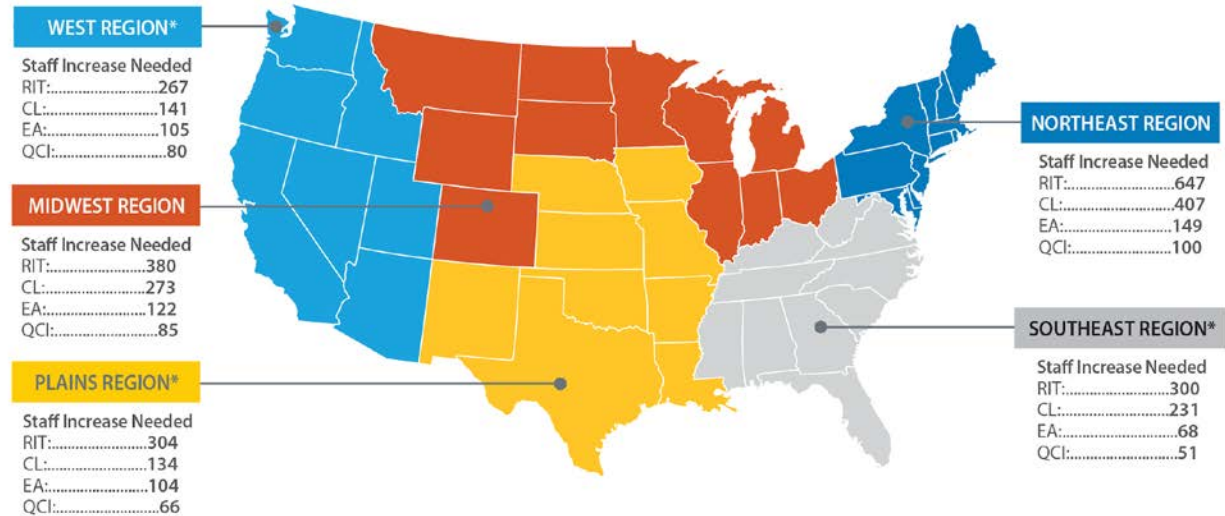 WEST REGION*
Staff Increase Needed
RIT:........................267
CL:........................141
EA:........................105
QCI:........................80
MIDWEST REGION
Staff Increase Needed
RIT:........................380
CL:........................273
EA:........................122
QCI:........................85
PLAINS REGION*
Staff Increase Needed
RIT:........................304
CL:........................134
EA:........................104
QCI:........................66
NORTHEAST REGION
Staff Increase Needed
RIT:........................647
CL:........................407
EA:........................149
QCI:........................100
SOUTHEAST REGION*
Staff Increase Needed
RIT:........................300
CL:........................231
EA:........................68
QCI:........................51